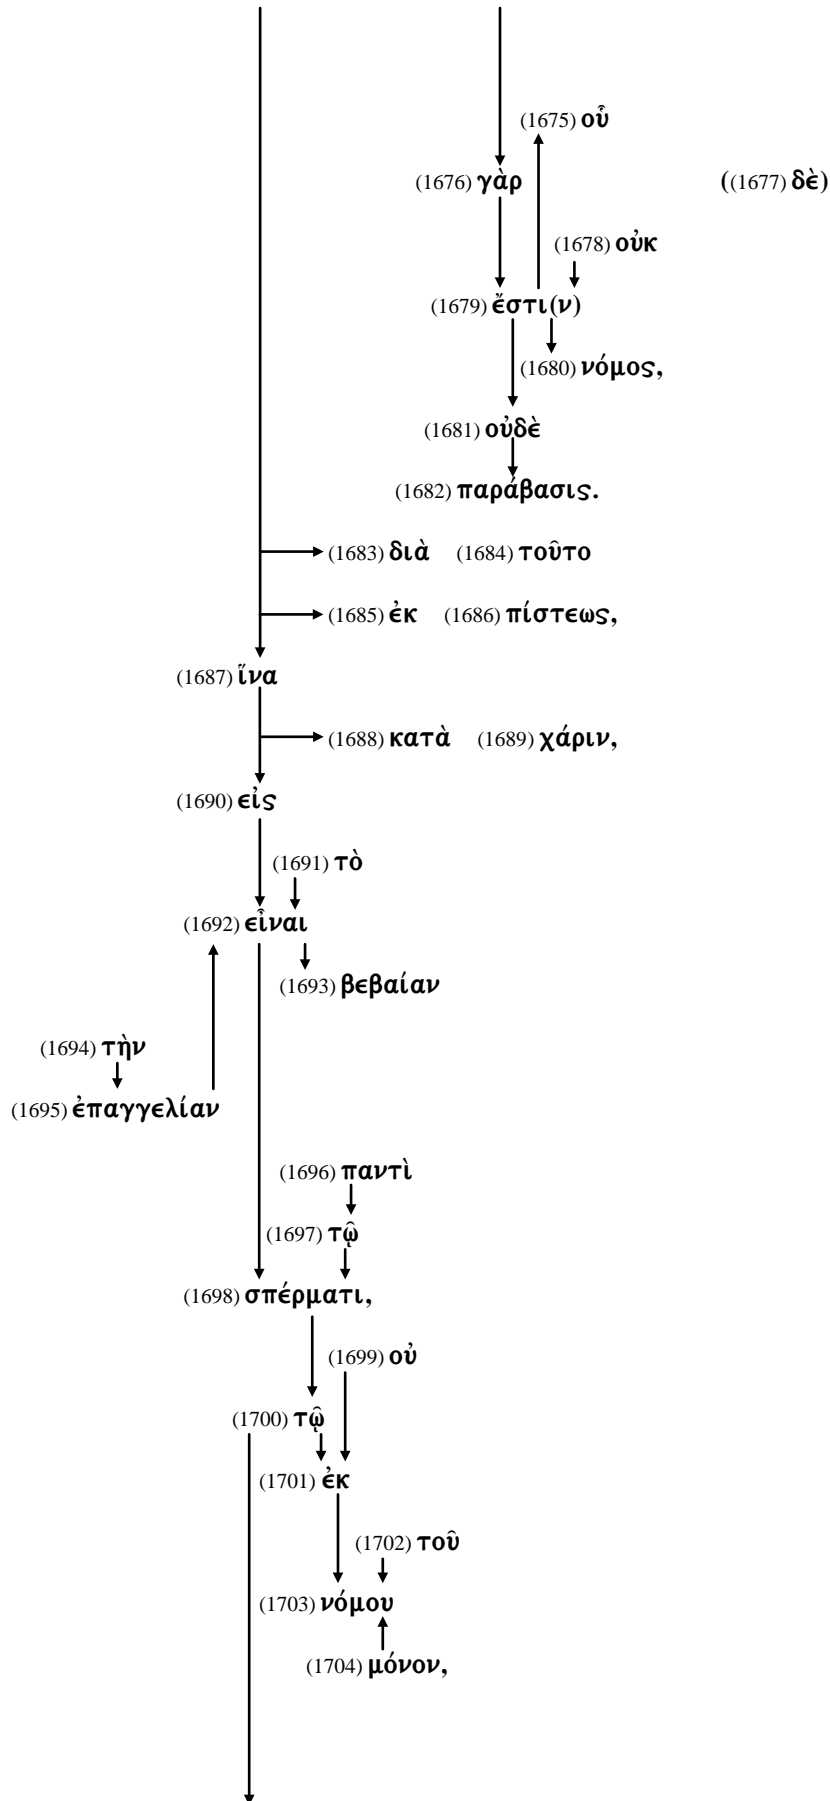 (1675) οὗ
(1676) γὰρ ((1677) δὲ)
(1678) οὐκ
(1679) ἔστι(ν)
(1680) νόμος,
(1681) οὐδὲ
(1682) παράβασις.
(1683) διὰ (1684) τοῦτο
(1685) ἐκ (1686) πίστεως,
(1687) ἵνα
(1688) κατὰ (1689) χάριν,
(1690) εἰς
(1691) τὸ
(1692) εἶναι
(1693) βεβαίαν
(1694) τὴν
(1695) ἐπαγγελίαν
(1696) παντὶ
(1697) τῷ
(1698) σπέρματι,
(1699) οὐ
(1700) τῷ
(1701) ἐκ
(1702) τοῦ
(1703) νόμου
(1704) μόνον,